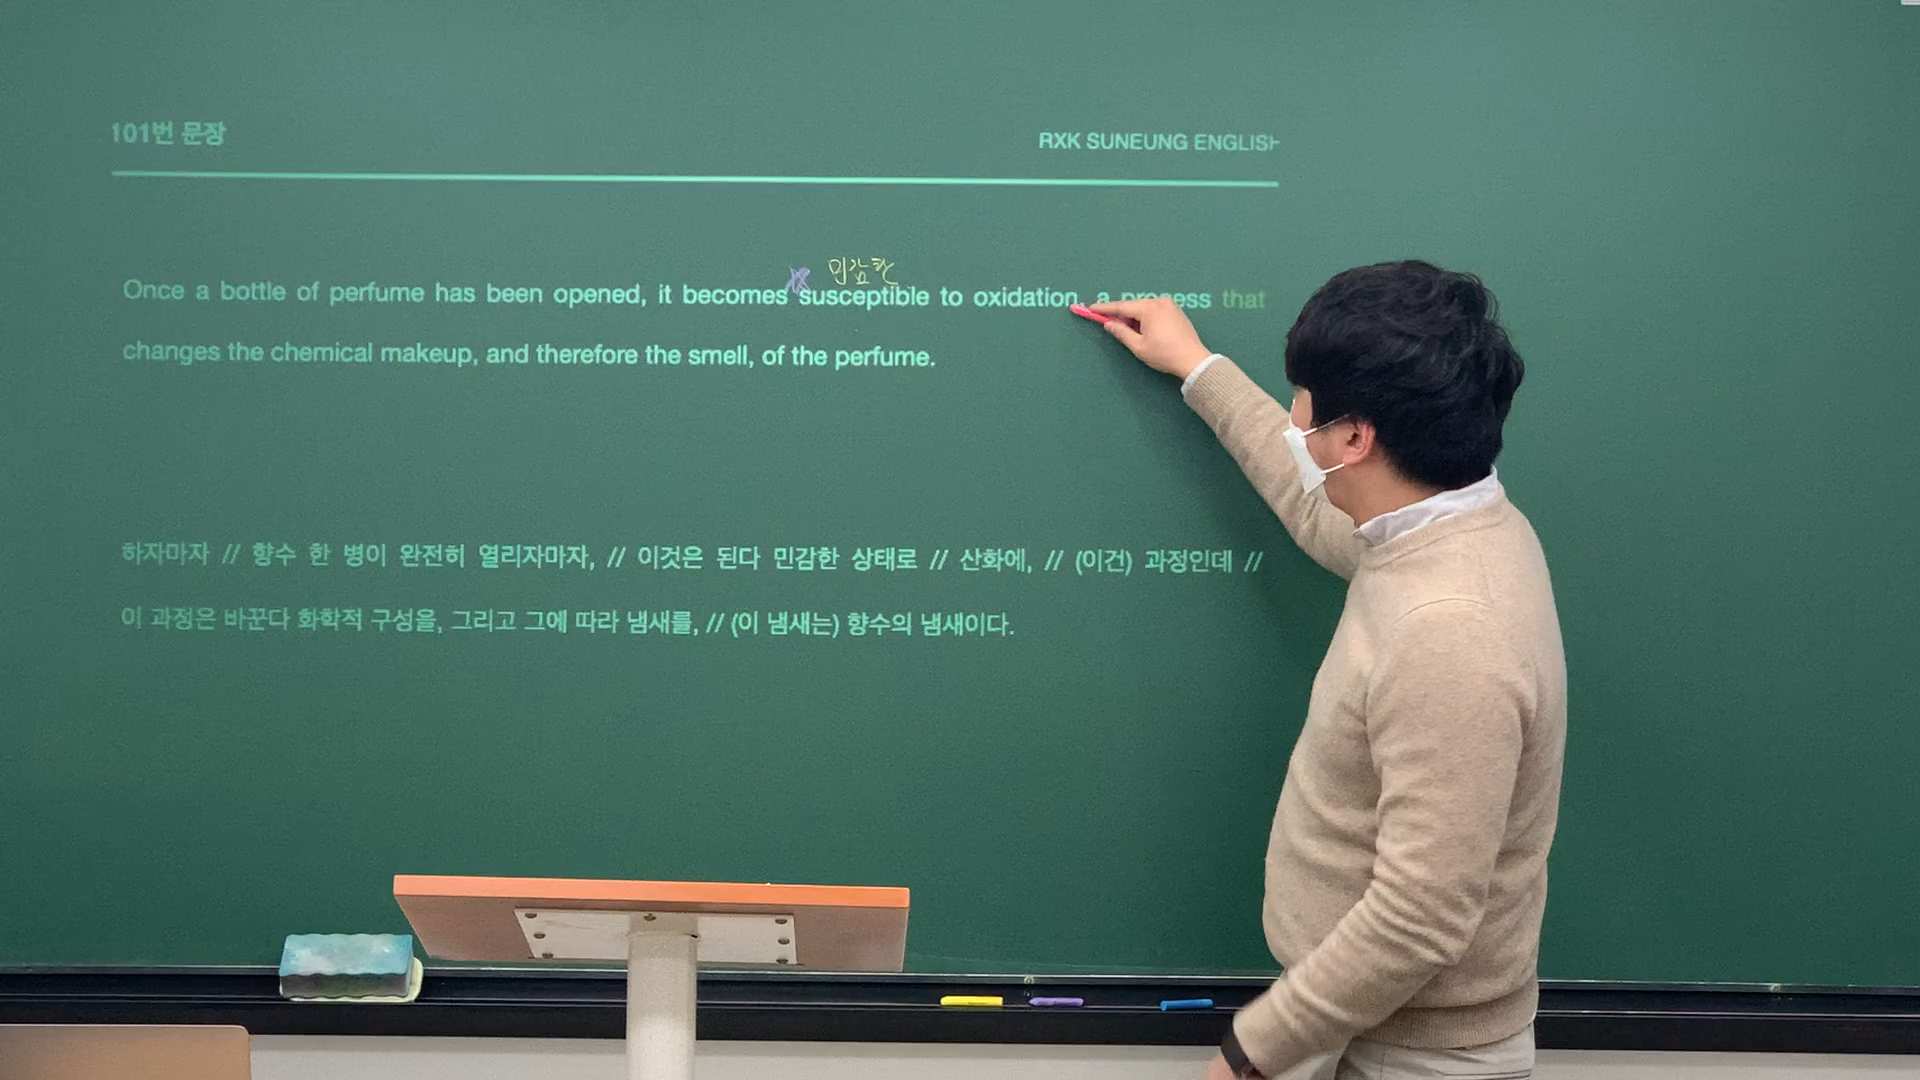 101번 문장
RXK SUNEUNG ENGLISH
민감한
Once a bottle of perfume has been opened, it becomes susceptible to oxidation, a process that
changes the chemical makeup, and therefore the smell, of the perfume.
하자마자 // 향수 한 병이 완전히 열리자마자, // 이것은 된다 민감한 상태로 // 산화에, // (이건) 과정인데 //
이 과정은 바꾼다 화학적 구성을, 그리고 그에 따라 냄새를, // (이 냄새는) 향수의 냄새이다.